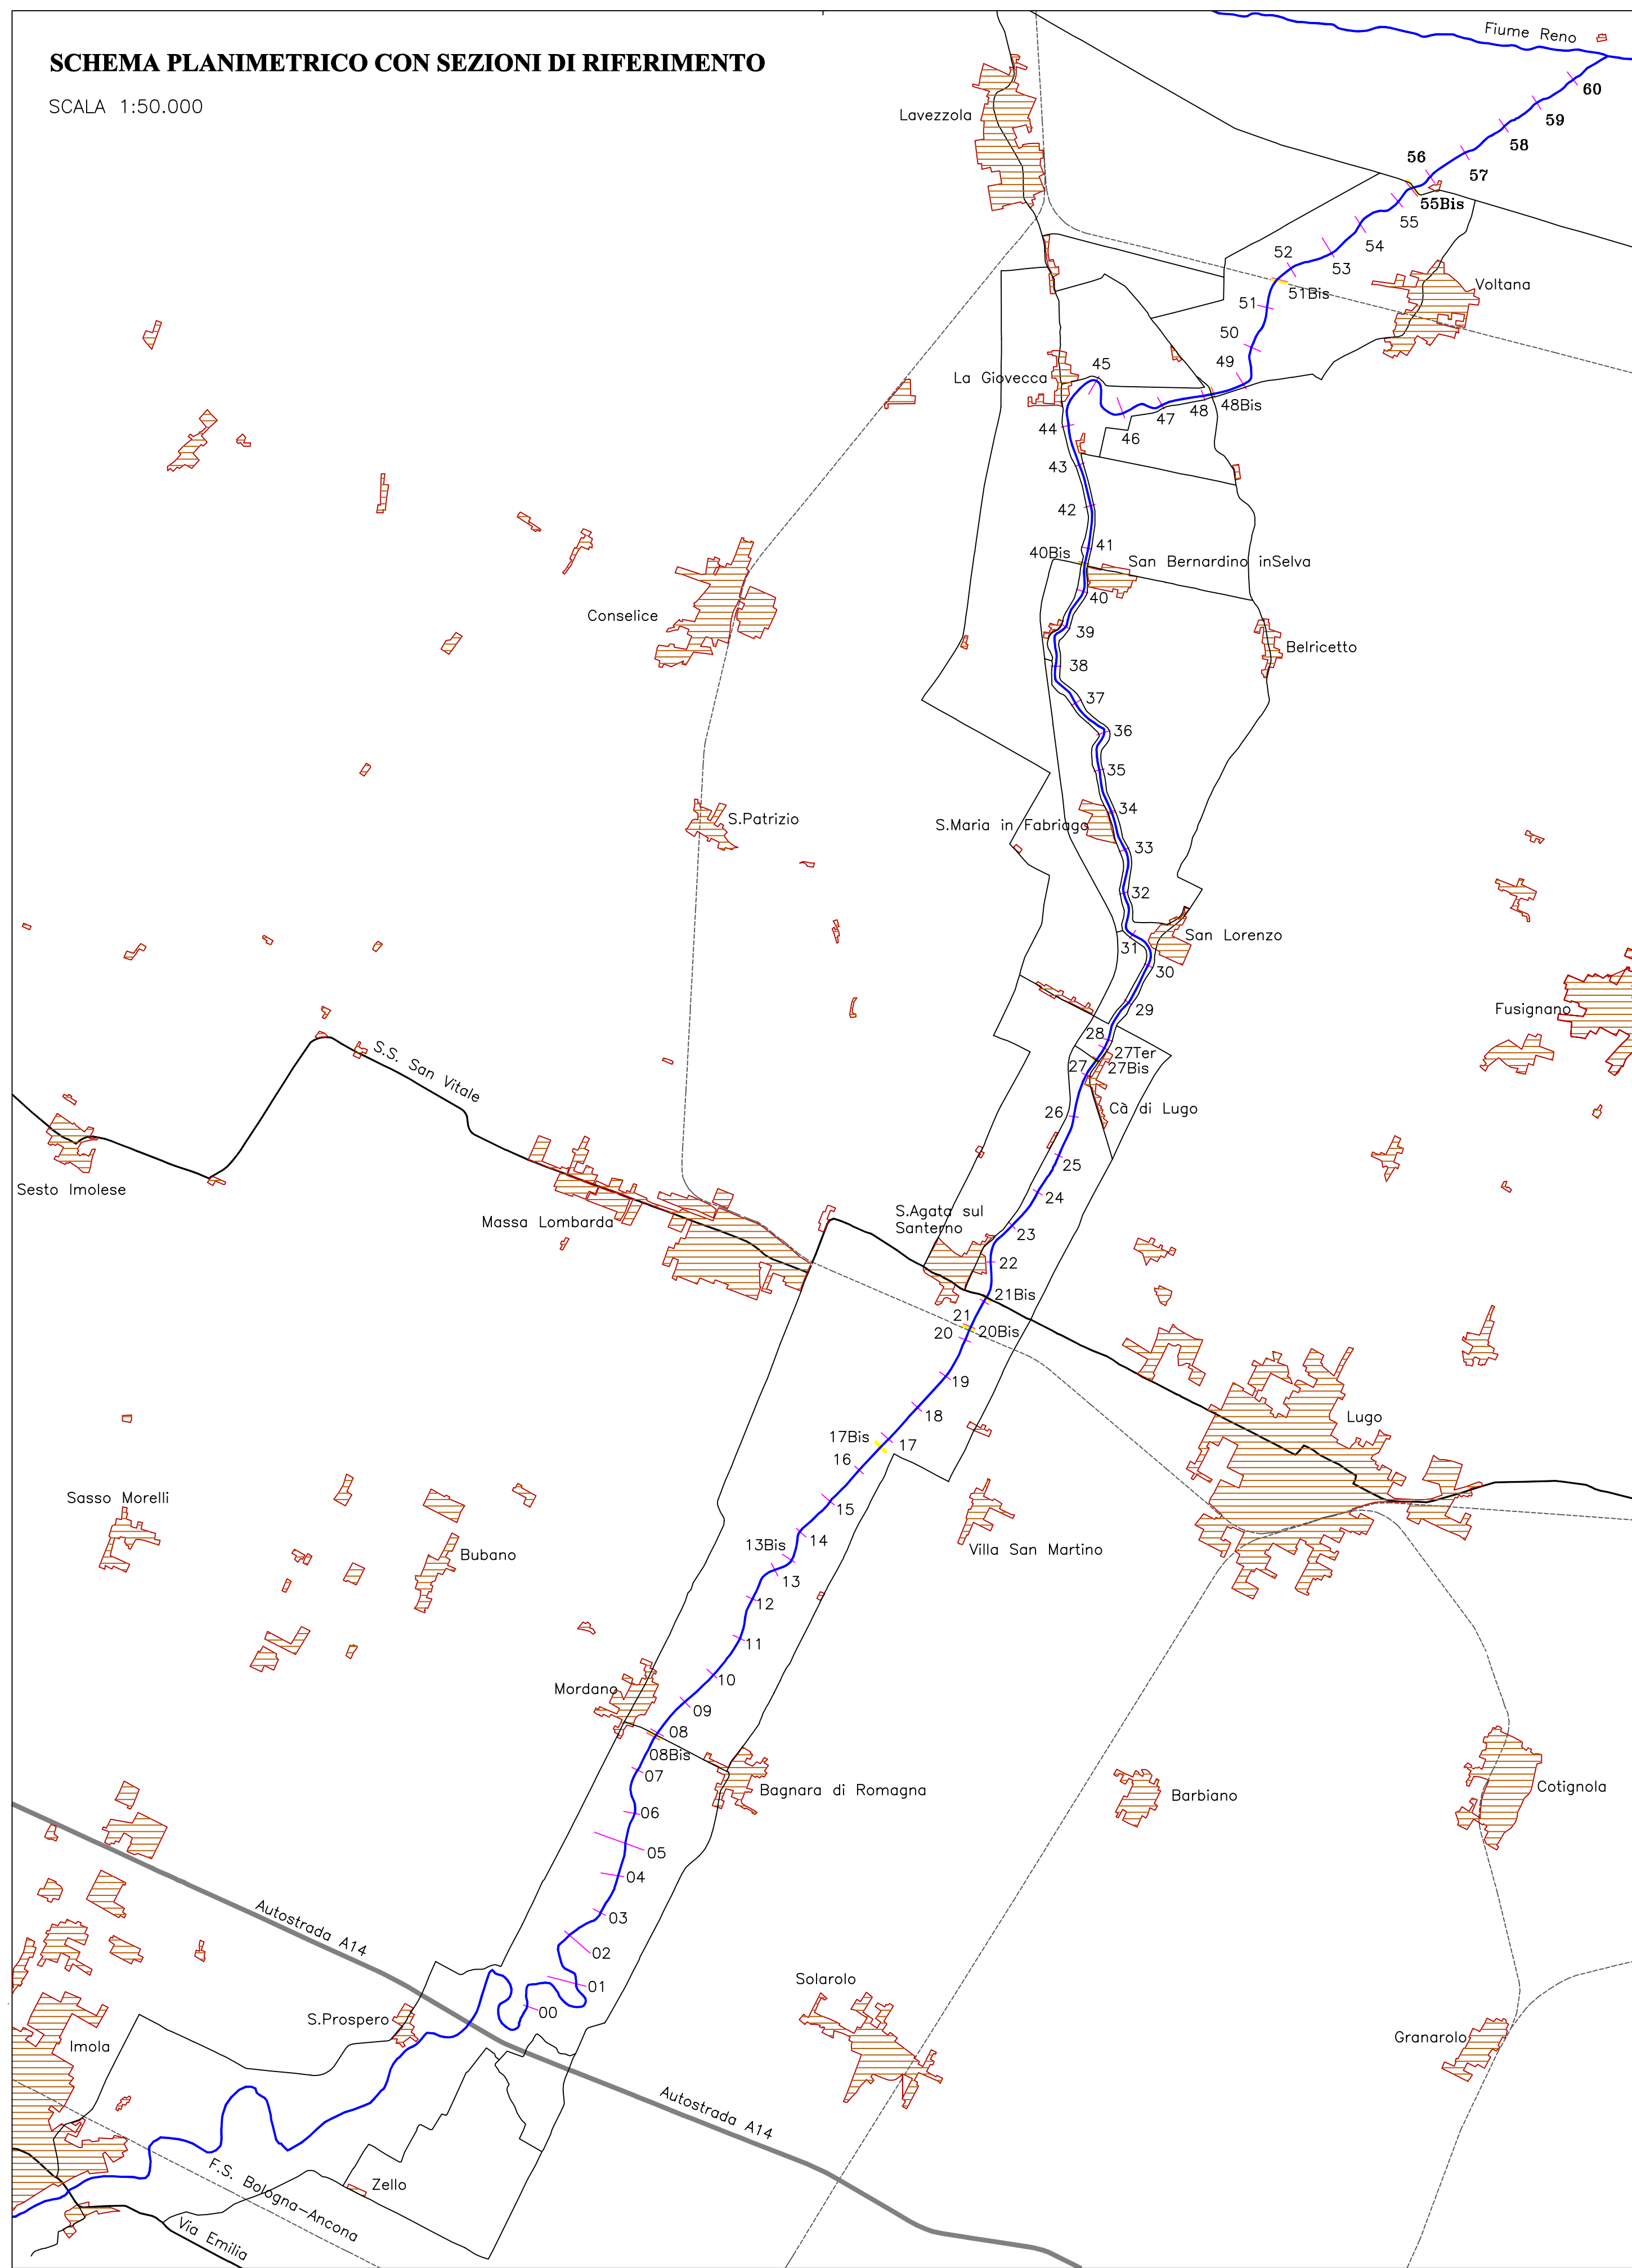 SCHEMA PLANIMETRICO CON SEZIONI DI RIFERIMENTO
SCALA 1:50.000
Fiume Reno
60
59
58
57
56
55Bis
55
54
53
52
51Bis
51
50
49
48Bis
48
47
46
45
44
43
42
41
40Bis
40
39
38
37
36
35
34
33
32
31
30
29
28
27Ter
27Bis
27
26
25
24
23
22
21Bis
21
20Bis
20
19
18
17Bis
17
16
15
14
13Bis
13
12
11
10
09
08
08Bis
07
06
05
04
03
02
01
00
Lavezzola
Voltana
La Giovecca
San Bernardino inSelva
Conselice
Belricetto
S.Patrizio
S.Maria in Fabriago
San Lorenzo
Fusignano
S.S. San Vitale
Cà di Lugo
Sesto Imolese
Massa Lombarda
S.Agata sul
Santerno
Lugo
Sasso Morelli
Bubano
Villa San Martino
Mordano
Bagnara di Romagna
Barbiano
Cotignola
Autostrada A14
Solarolo
S.Prospero
Imola
Granarolo
Autostrada A14
Zello
F.S. Bologna-Ancona
Via Emilia